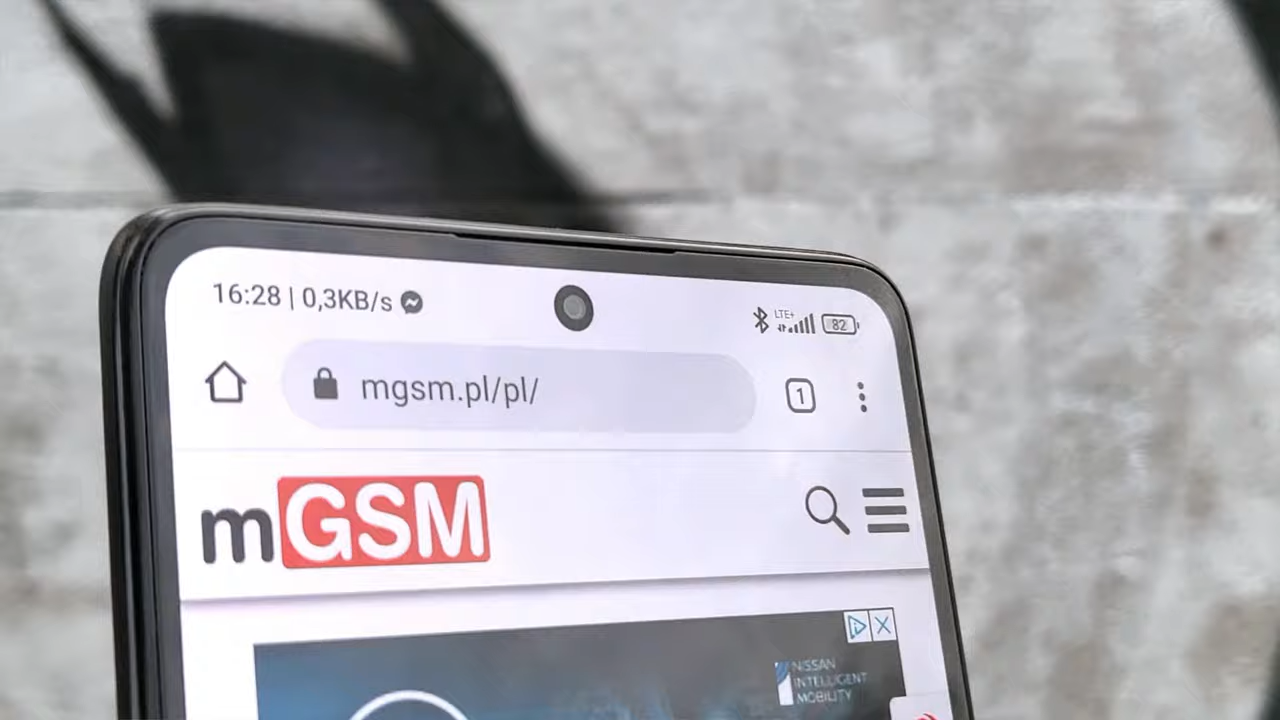 16:28 | 0,3KB/s
LTE+
82
mgsm.pl/pl/
1
mGSM
NISSAN
INTELLIGENT
MOBILITY